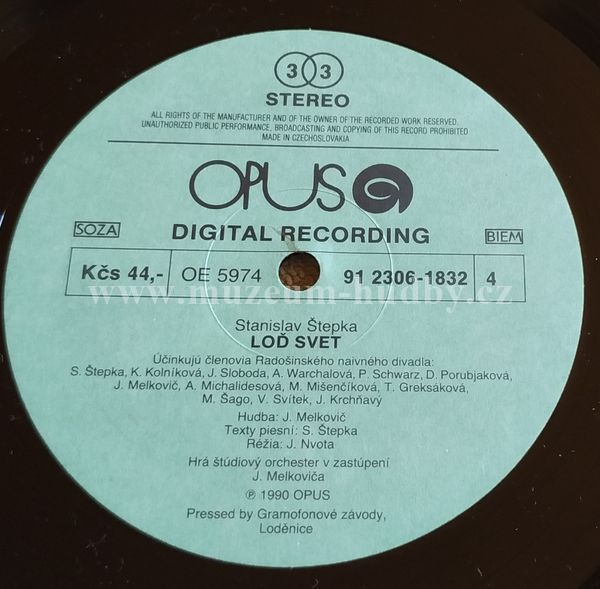 33
STEREO
ALL RIGHTS OF THE MANUFACTURER AND OF THE OWNER OF THE RECORDED WORK RESERVED.
UNAUTHORIZED PUBLIC PERFORMANCE, BROADCASTING AND COPYING OF THIS RECORD PROHIBITED
MADE IN CZECHOSLOVAKIA
OPUS
SOZA
DIGITAL RECORDING
BIEM
Kčs 44,- OE 5974 91 2306-1832 4
www.muzeum-hudby.cz
Stanislav Štepka
LOĎ SVET
Účinkujú členovia Radošinského naivného divadla:
S. Štepka, K. Kolníková, J. Sloboda, A. Warchalová, P. Schwarz, D. Porubjaková,
J. Melkovič, A. Michalidesová, M. Mišenčíková, T. Greksáková,
M. Šago, V. Svítek, J. Krchňavý
Hudba: J. Melkovič
Texty piesní: S. Štepka
Réžia: J. Nvota
Hrá štúdiový orchester v zastúpení
J. Melkoviča
℗ 1990 OPUS
Pressed by Gramofonové závody,
Loděnice